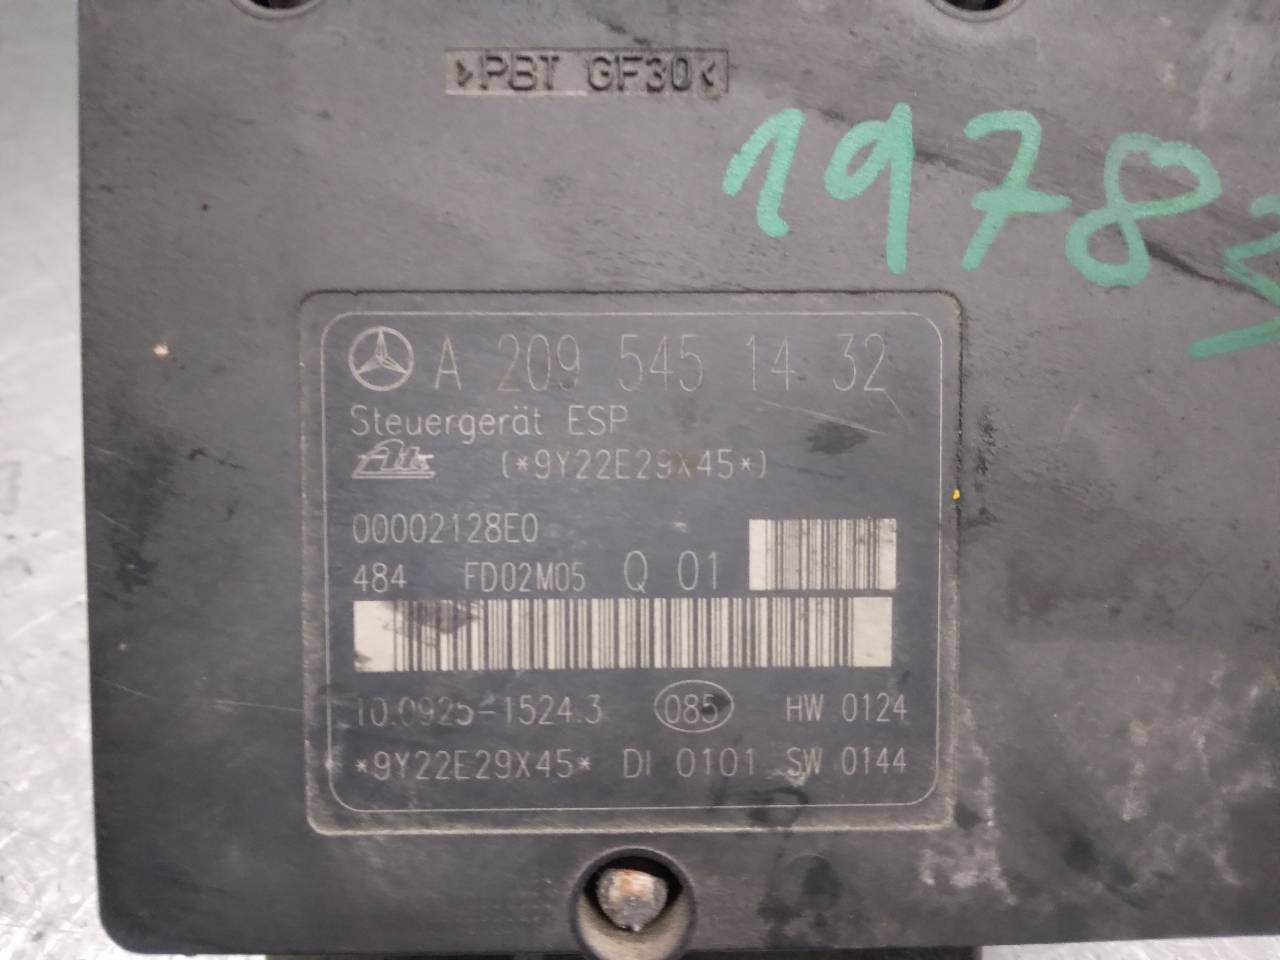 >PBT GF30<
1978
A 209 545 14 32
Steuergerät ESP
Ate (*9Y22E29X45*)
00002128E0
484 FD02M05 Q 01
10.0925-1524.3 085 HW 0124
*9Y22E29X45* DI 0101 SW 0144